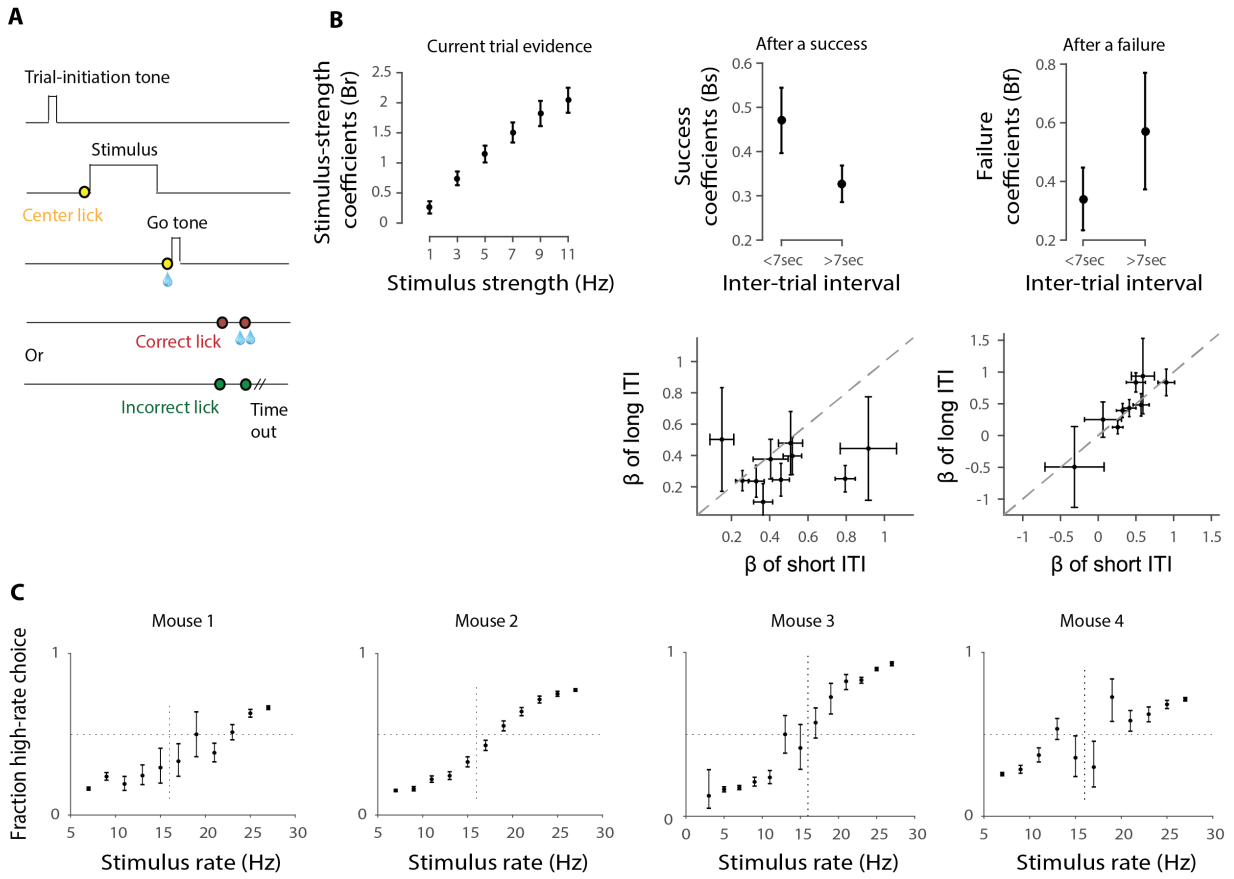 A
Trial-initiation tone
Stimulus
Center lick
Go tone
Correct lick
Or
Incorrect lick
Time
out
B
Current trial evidence
Stimulus-strength
coefficients (Br)
2.5
2
1.5
1
0.5
0
1 3 5 7 9 11
Stimulus strength (Hz)
After a success
Success
coefficients (Bs)
0.6
0.5
0.4
0.3
0.2
<7sec >7sec
Inter-trial interval
After a failure
Failure
coefficients (Bf)
0.8
0.6
0.4
0.2
<7sec >7sec
Inter-trial interval
β of long ITI
1
0.8
0.6
0.4
0.2
0.2 0.4 0.6 0.8 1
β of short ITI
β of long ITI
1.5
1
0.5
0
-0.5
-1
-1 -0.5 0 0.5 1 1.5
β of short ITI
C
Fraction high-rate choice
Mouse 1
1
0
5 10 15 20 25 30
Stimulus rate (Hz)
Mouse 2
1
0
5 10 15 20 25 30
Stimulus rate (Hz)
Mouse 3
1
0
0 5 10 15 20 25 30
Stimulus rate (Hz)
Mouse 4
1
0
5 10 15 20 25 30
Stimulus rate (Hz)